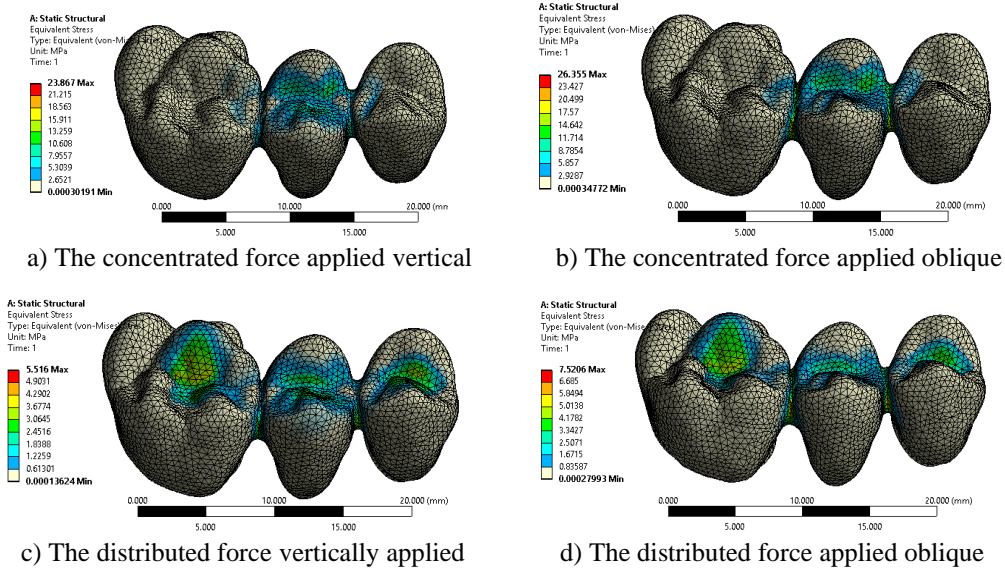 A: Static Structural
Equivalent Stress
Type: Equivalent (von-Mises)
Unit: MPa
Time: 1
23.867 Max
21.215
18.563
15.911
13.259
10.608
7.9557
5.3039
2.6521
0.00030191 Min
0.000 10.000 20.000 (mm)
5.000 15.000
a) The concentrated force applied vertical
A: Static Structural
Equivalent Stress
Type: Equivalent (von-Mises)
Unit: MPa
Time: 1
26.355 Max
23.427
20.499
17.57
14.642
11.714
8.7854
5.857
2.9287
0.00034772 Min
0.000 10.000 20.000 (mm)
5.000 15.000
b) The concentrated force applied oblique
A: Static Structural
Equivalent Stress
Type: Equivalent (von-Mises)
Unit: MPa
Time: 1
5.516 Max
4.9031
4.2902
3.6774
3.0645
2.4516
1.8388
1.2259
0.61301
0.00013624 Min
0.000 10.000 20.000 (mm)
5.000 15.000
c) The distributed force vertically applied
A: Static Structural
Equivalent Stress
Type: Equivalent (von-Mises)
Unit: MPa
Time: 1
7.5206 Max
6.685
5.8494
5.0138
4.1782
3.3427
2.5071
1.6715
0.83587
0.00027993 Min
0.000 10.000 20.000 (mm)
5.000 15.000
d) The distributed force applied oblique